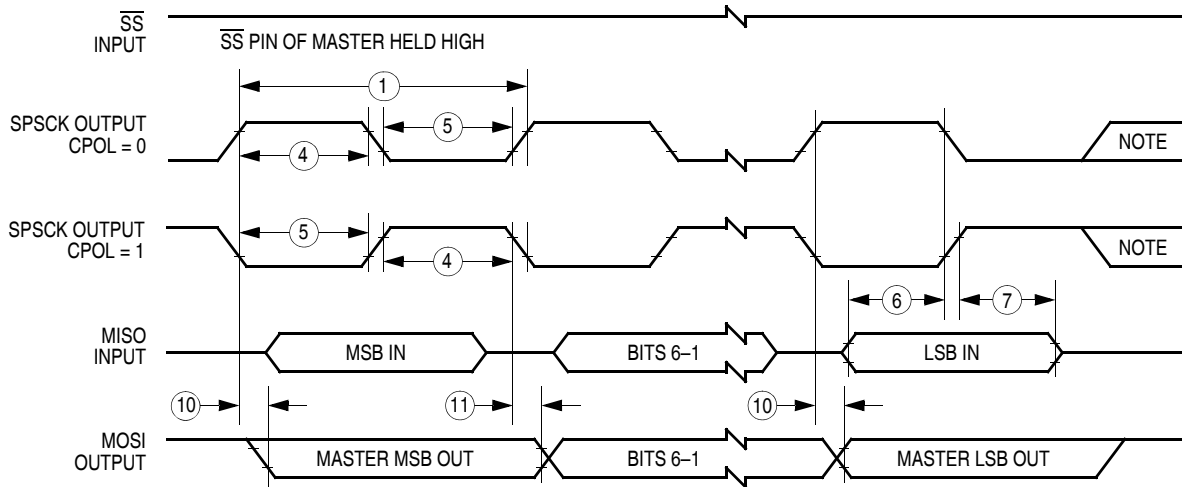 SS
INPUT
SS PIN OF MASTER HELD HIGH
1
SPSCK OUTPUT
CPOL = 0
5
4
NOTE
SPSCK OUTPUT
CPOL = 1
5
4
NOTE
6
7
MISO
INPUT
MSB IN
BITS 6–1
LSB IN
10
11
10
MOSI
OUTPUT
MASTER MSB OUT
BITS 6–1
MASTER LSB OUT